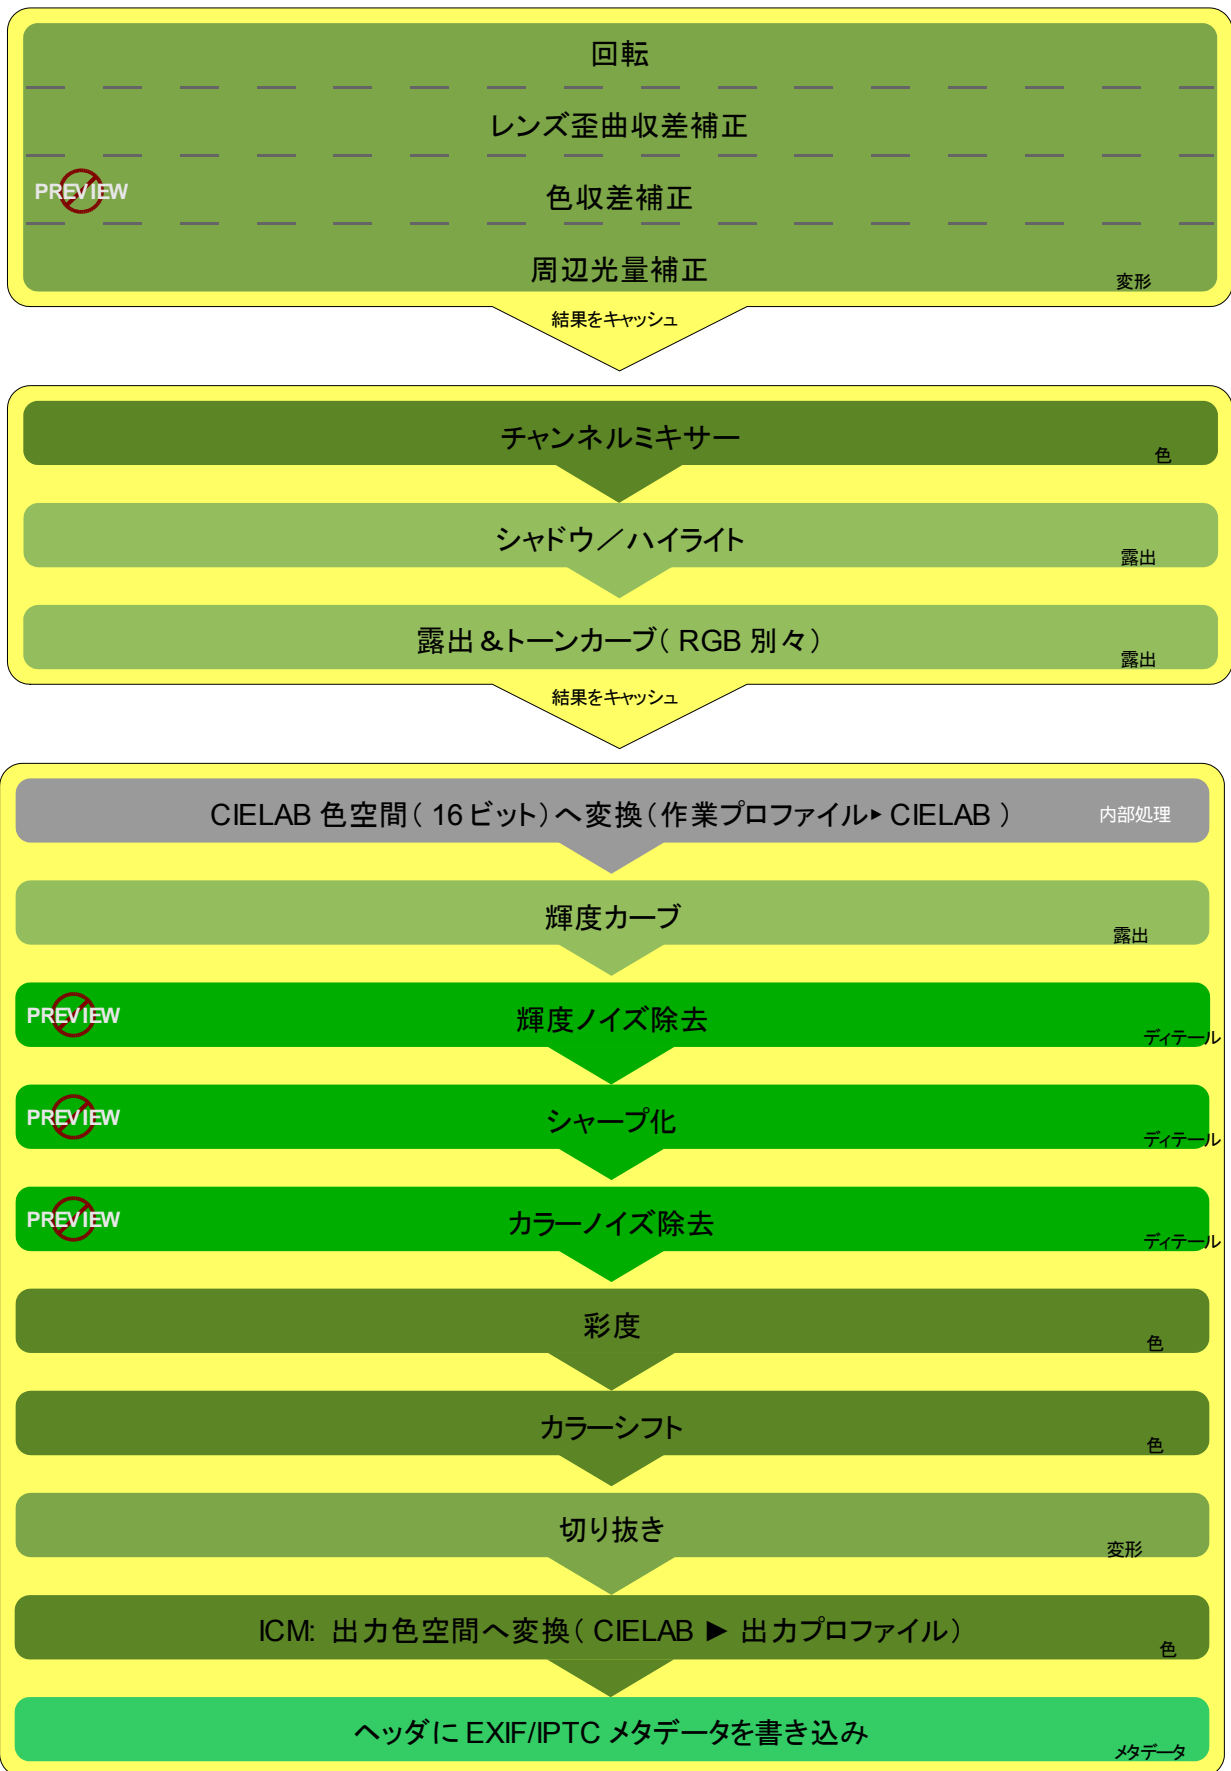 回転
レンズ歪曲収差補正
PREVIEW
色収差補正
周辺光量補正
変形
結果をキャッシュ
チャンネルミキサー
色
シャドウ／ハイライト
露出
露出&トーンカーブ（RGB 別々）
露出
結果をキャッシュ
CIELAB 色空間（16 ビット）へ変換（作業プロファイル► CIELAB ）
内部処理
輝度カーブ
露出
PREVIEW
輝度ノイズ除去
ディテール
PREVIEW
シャープ化
ディテール
PREVIEW
カラーノイズ除去
ディテール
彩度
色
カラーシフト
色
切り抜き
変形
ICM: 出力色空間へ変換（ CIELAB ► 出力プロファイル）
色
ヘッダに EXIF/IPTC メタデータを書き込み
メタデータ